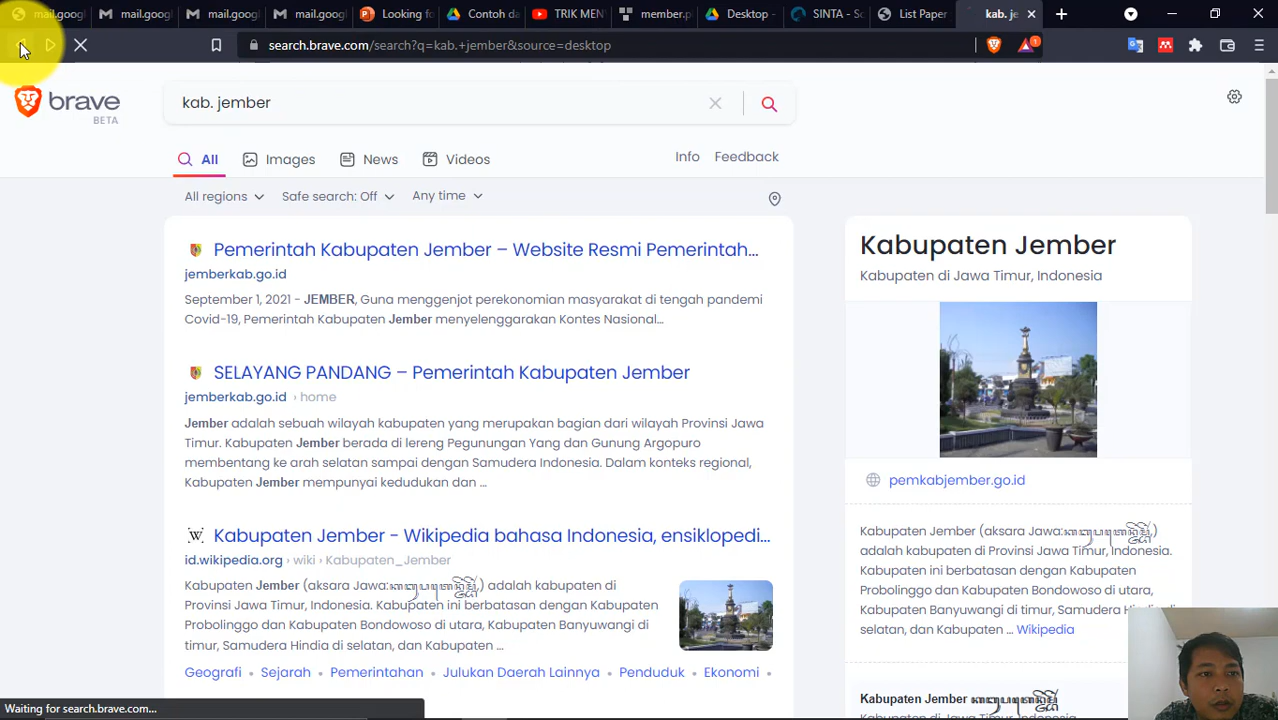 mail.googl
mail.googl
mail.googl
mail.googl
Looking fo
Contoh da
TRIK MEN
member.p
Desktop -
SINTA - Sc
List Paper
kab. je
search.brave.com/search?q=kab.+jember&source=desktop
1
brave
BETA
kab. jember
All
Images
News
Videos
Info
Feedback
All regions
Safe search: Off
Any time
Pemerintah Kabupaten Jember – Website Resmi Pemerintah...
jemberkab.go.id
September 1, 2021 - JEMBER, Guna menggenjot perekonomian masyarakat di tengah pandemi
Covid-19, Pemerintah Kabupaten Jember menyelenggarakan Kontes Nasional...
SELAYANG PANDANG – Pemerintah Kabupaten Jember
jemberkab.go.id › home
Jember adalah sebuah wilayah kabupaten yang merupakan bagian dari wilayah Provinsi Jawa
Timur. Kabupaten Jember berada di lereng Pegunungan Yang dan Gunung Argopuro
membentang ke arah selatan sampai dengan Samudera Indonesia. Dalam konteks regional,
Kabupaten Jember mempunyai kedudukan dan ...
W Kabupaten Jember - Wikipedia bahasa Indonesia, ensiklopedi...
id.wikipedia.org › wiki › Kabupaten_Jember
Kabupaten Jember (aksara Jawa: ) adalah kabupaten di
Provinsi Jawa Timur, Indonesia. Kabupaten ini berbatasan dengan Kabupaten
Probolinggo dan Kabupaten Bondowoso di utara, Kabupaten Banyuwangi di
timur, Samudera Hindia di selatan, dan Kabupaten ...
Geografi • Sejarah • Pemerintahan • Julukan Daerah Lainnya • Penduduk • Ekonomi •
Kabupaten Jember
Kabupaten di Jawa Timur, Indonesia
pemkabjember.go.id
Kabupaten Jember (aksara Jawa: )
adalah kabupaten di Provinsi Jawa Timur, Indonesia.
Kabupaten ini berbatasan dengan Kabupaten
Probolinggo dan Kabupaten Bondowoso di utara,
Kabupaten Banyuwangi di timur, Samudera
selatan, dan Kabupaten ... Wikipedia
Kabupaten Jember
Waiting for search.brave.com...